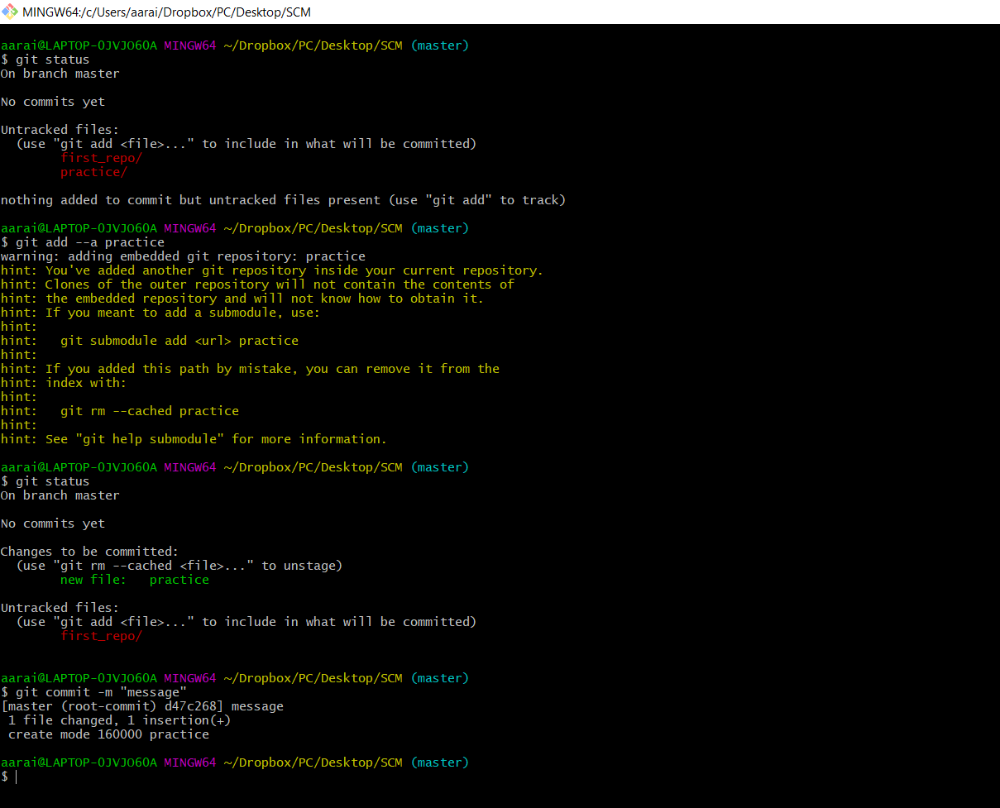 MINGW64:/c/Users/aarai/Dropbox/PC/Desktop/SCM
aarai@LAPTOP-0JVJO60A MINGW64 ~/Dropbox/PC/Desktop/SCM (master)
$ git status
On branch master
No commits yet
Untracked files:
  (use "git add <file>..." to include in what will be committed)
        first_repo/
        practice/
nothing added to commit but untracked files present (use "git add" to track)
aarai@LAPTOP-0JVJO60A MINGW64 ~/Dropbox/PC/Desktop/SCM (master)
$ git add --a practice
warning: adding embedded git repository: practice
hint: You've added another git repository inside your current repository.
hint: Clones of the outer repository will not contain the contents of
hint: the embedded repository and will not know how to obtain it.
hint: If you meant to add a submodule, use:
hint:
hint:   git submodule add <url> practice
hint:
hint: If you added this path by mistake, you can remove it from the
hint: index with:
hint:
hint:   git rm --cached practice
hint:
hint: See "git help submodule" for more information.
aarai@LAPTOP-0JVJO60A MINGW64 ~/Dropbox/PC/Desktop/SCM (master)
$ git status
On branch master
No commits yet
Changes to be committed:
  (use "git rm --cached <file>..." to unstage)
        new file:   practice
Untracked files:
  (use "git add <file>..." to include in what will be committed)
        first_repo/
aarai@LAPTOP-0JVJO60A MINGW64 ~/Dropbox/PC/Desktop/SCM (master)
$ git commit -m "message"
[master (root-commit) d47c268] message
 1 file changed, 1 insertion(+)
 create mode 160000 practice
aarai@LAPTOP-0JVJO60A MINGW64 ~/Dropbox/PC/Desktop/SCM (master)
$